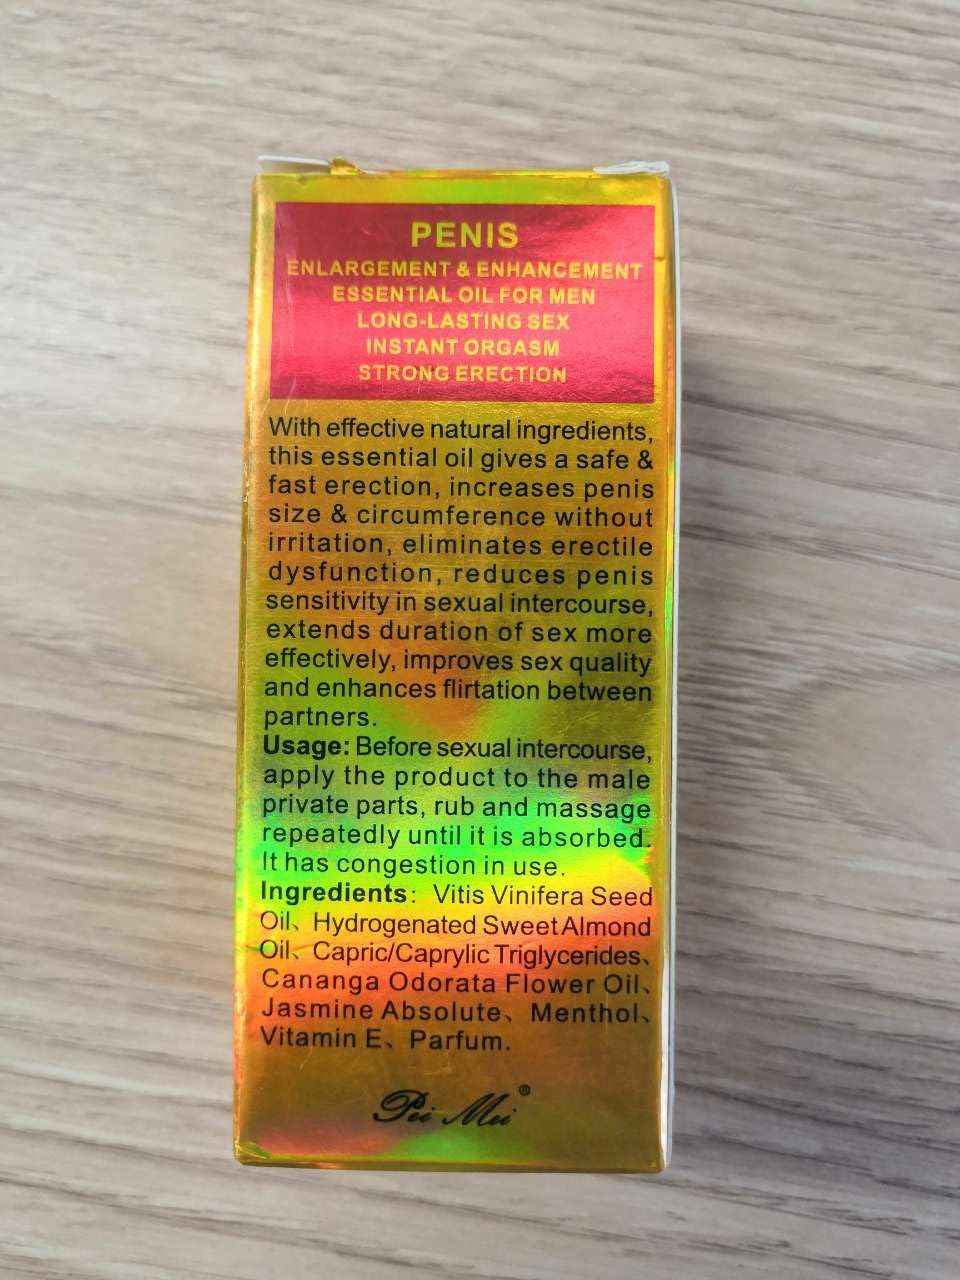 PENIS
ENLARGEMENT & ENHANCEMENT
ESSENTIAL OIL FOR MEN
LONG-LASTING SEX
INSTANT ORGASM
STRONG ERECTION
With effective natural ingredients,
this essential oil gives a safe &
fast erection, increases penis
size & circumference without
irritation, eliminates erectile
dysfunction, reduces penis
sensitivity in sexual intercourse,
extends duration of sex more
effectively, improves sex quality
and enhances flirtation between
partners.
Usage: Before sexual intercourse,
apply the product to the male
private parts, rub and massage
repeatedly until it is absorbed.
It has congestion in use.
Ingredients: Vitis Vinifera Seed
Oil、Hydrogenated Sweet Almond
Oil、Capric/Caprylic Triglycerides、
Cananga Odorata Flower Oil、
Jasmine Absolute、Menthol、
Vitamin E、Parfum.
Pei Mei®